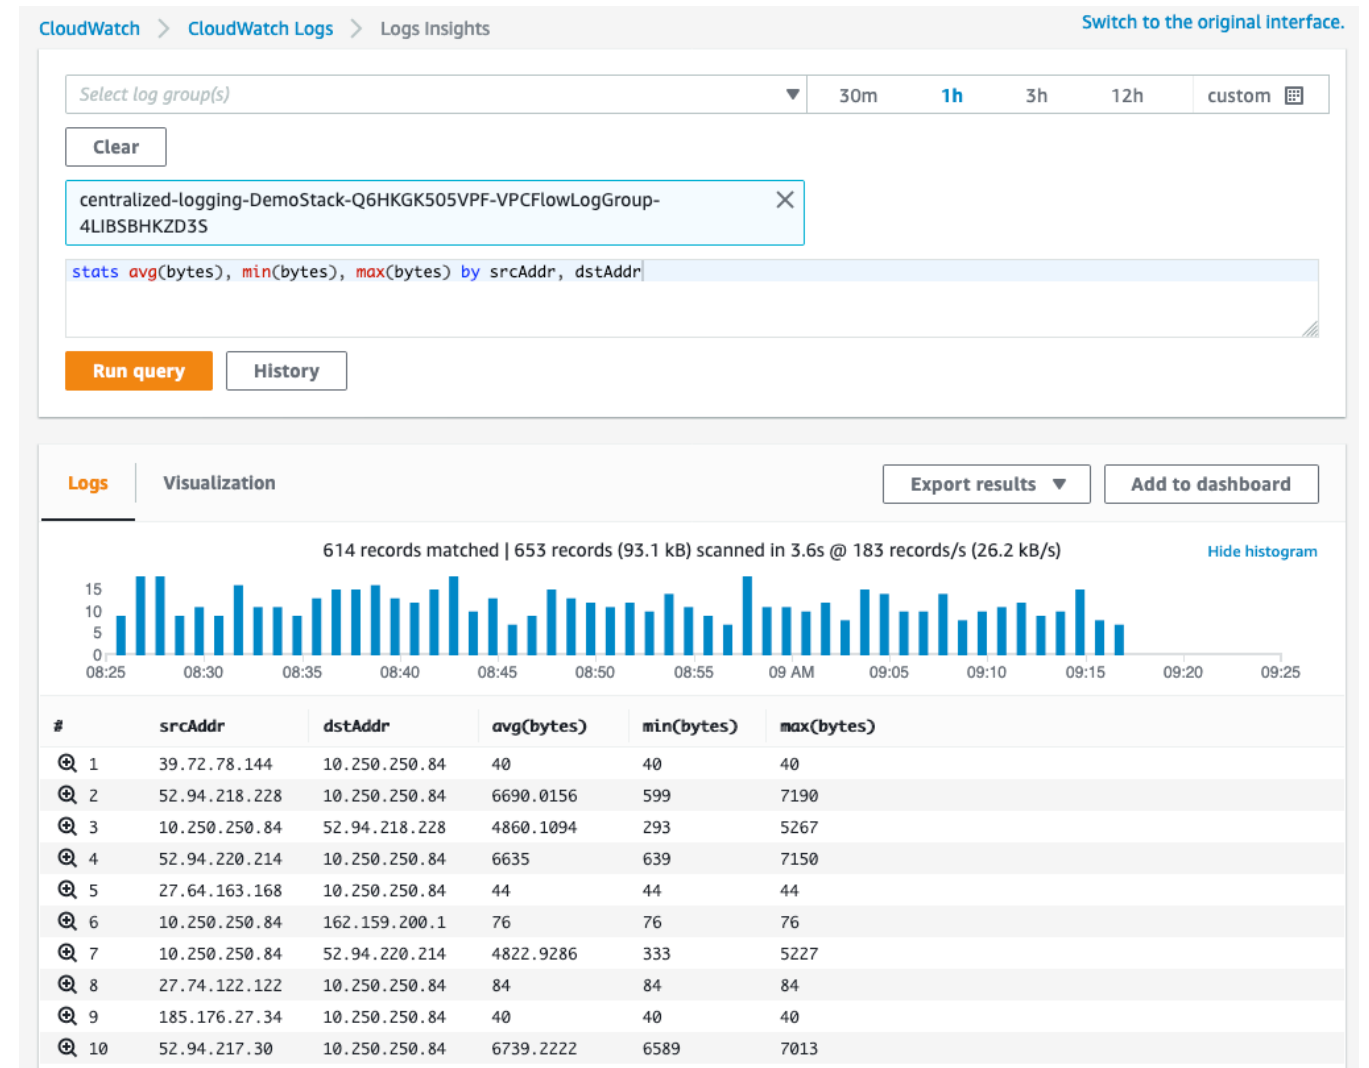 CloudWatch > CloudWatch Logs > Logs Insights
Switch to the original interface.
Select log group(s)
30m 1h 3h 12h custom
Clear
centralized-logging-DemoStack-Q6HKGK505VPF-VPCFlowLogGroup-
4LIBSBHKZD3S
stats avg(bytes), min(bytes), max(bytes) by srcAddr, dstAddr
Run query History
Logs Visualization Export results Add to dashboard
614 records matched | 653 records (93.1 kB) scanned in 3.6s @ 183 records/s (26.2 kB/s)
Hide histogram
15
10
5
0
08:25 08:30 08:35 08:40 08:45 08:50 08:55 09 AM 09:05 09:10 09:15 09:20 09:25
# srcAddr dstAddr avg(bytes) min(bytes) max(bytes)
1 39.72.78.144 10.250.250.84 40 40 40
2 52.94.218.228 10.250.250.84 6690.0156 599 7190
3 10.250.250.84 52.94.218.228 4860.1094 293 5267
4 52.94.220.214 10.250.250.84 6635 639 7150
5 27.64.163.168 10.250.250.84 44 44 44
6 10.250.250.84 162.159.200.1 76 76 76
7 10.250.250.84 52.94.220.214 4822.9286 333 5227
8 27.74.122.122 10.250.250.84 84 84 84
9 185.176.27.34 10.250.250.84 40 40 40
10 52.94.217.30 10.250.250.84 6739.2222 6589 7013